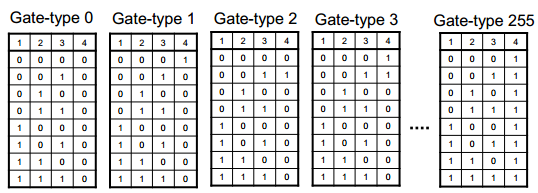 Gate-type 0 Gate-type 1 Gate-type 2 Gate-type 3 Gate-type 255
1 2 3 4 1 2 3 4 1 2 3 4 1 2 3 4 1 2 3 4
0 0 0 0 0 0 0 1 0 0 0 0 0 0 0 1 0 0 0 1
0 0 1 0 0 0 1 0 0 0 1 1 0 0 1 1 0 0 1 1
0 1 0 0 0 1 0 0 0 1 0 0 0 1 0 0 0 1 0 1
0 1 1 0 0 1 1 0 0 1 1 0 0 1 1 0 0 1 1 1
1 0 0 0 1 0 0 0 1 0 0 0 1 0 0 0 .... 1 0 0 1
1 0 1 0 1 0 1 0 1 0 1 0 1 0 1 0 1 0 1 1
1 1 0 0 1 1 0 0 1 1 0 0 1 1 0 0 1 1 0 1
1 1 1 0 1 1 1 0 1 1 1 0 1 1 1 0 1 1 1 1